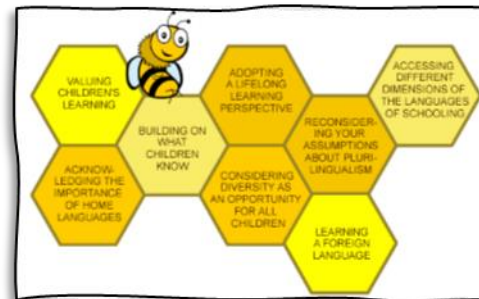 VALUING
CHILDREN'S
LEARNING
ACKNOW-
LEDGING THE
IMPORTANCE
OF HOME
LANGUAGES
BUILDING ON
WHAT
CHILDREN
KNOW
ADOPTING
A LIFELONG
LEARNING
PERSPECTIVE
CONSIDERING
DIVERSITY AS
AN OPPORTUNITY
FOR ALL
CHILDREN
RECONSIDER-
ING YOUR
ASSUMPTIONS
ABOUT PLURI-
LINGUALISM
LEARNING
A FOREIGN
LANGUAGE
ACCESSING
DIFFERENT
DIMENSIONS OF
THE LANGUAGES
OF SCHOOLING